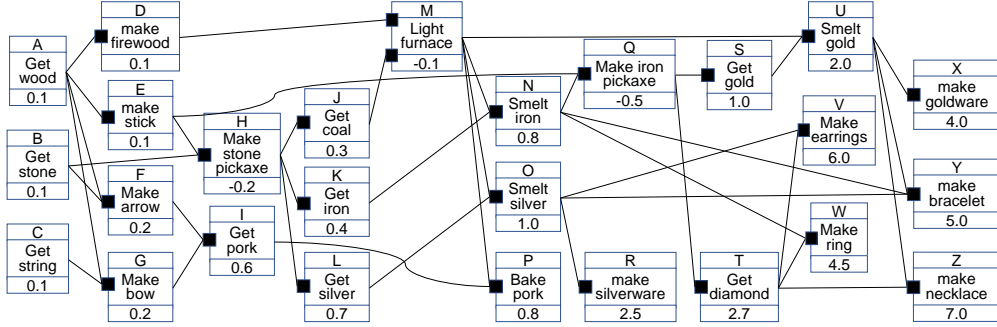 A
Get
wood
0.1
B
Get
stone
0.1
C
Get
string
0.1
D
make
firewood
0.1
E
make
stick
0.1
F
Make
arrow
0.2
G
Make
bow
0.2
H
Make
stone
pickaxe
-0.2
I
Get
pork
0.6
J
Get
coal
0.3
K
Get
iron
0.4
L
Get
silver
0.7
M
Light
furnace
-0.1
N
Smelt
iron
0.8
O
Smelt
silver
1.0
P
Bake
pork
0.8
Q
Make iron
pickaxe
-0.5
R
make
silverware
2.5
S
Get
gold
1.0
T
Get
diamond
2.7
U
Smelt
gold
2.0
V
Make
earrings
6.0
W
Make
ring
4.5
X
make
goldware
4.0
Y
make
bracelet
5.0
Z
make
necklace
7.0